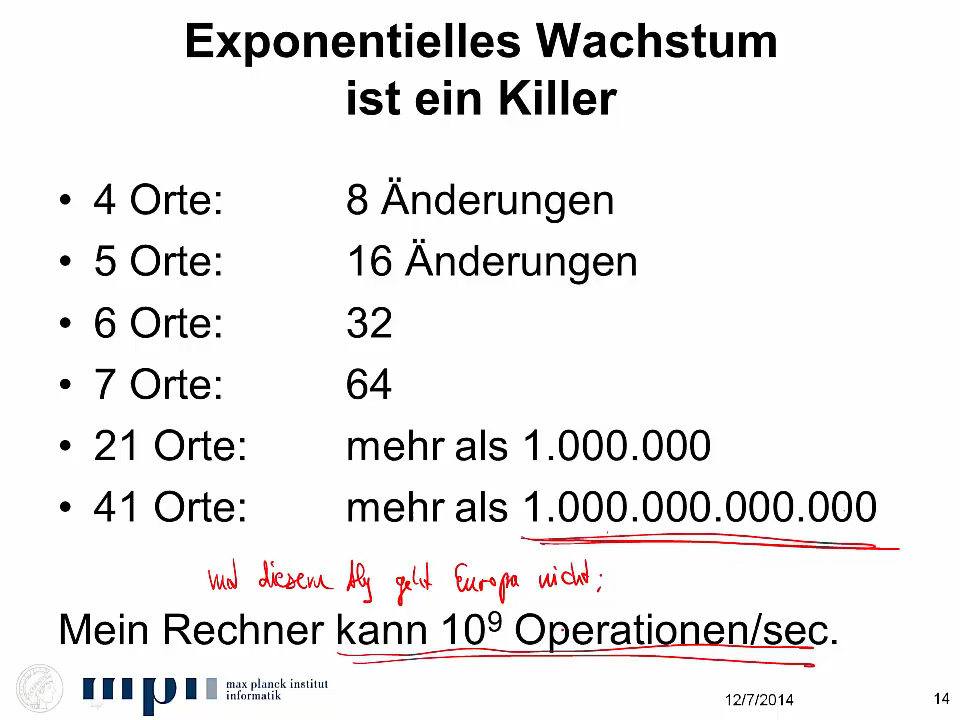 Exponentielles Wachstum
ist ein Killer
• 4 Orte: 8 Änderungen
• 5 Orte: 16 Änderungen
• 6 Orte: 32
• 7 Orte: 64
• 21 Orte: mehr als 1.000.000
• 41 Orte: mehr als 1.000.000.000.000
diesem Alg geht Europa nicht;
Mein Rechner kann 10⁹ Operationen/sec.
mpii max planck institut
informatik
12/7/2014 14